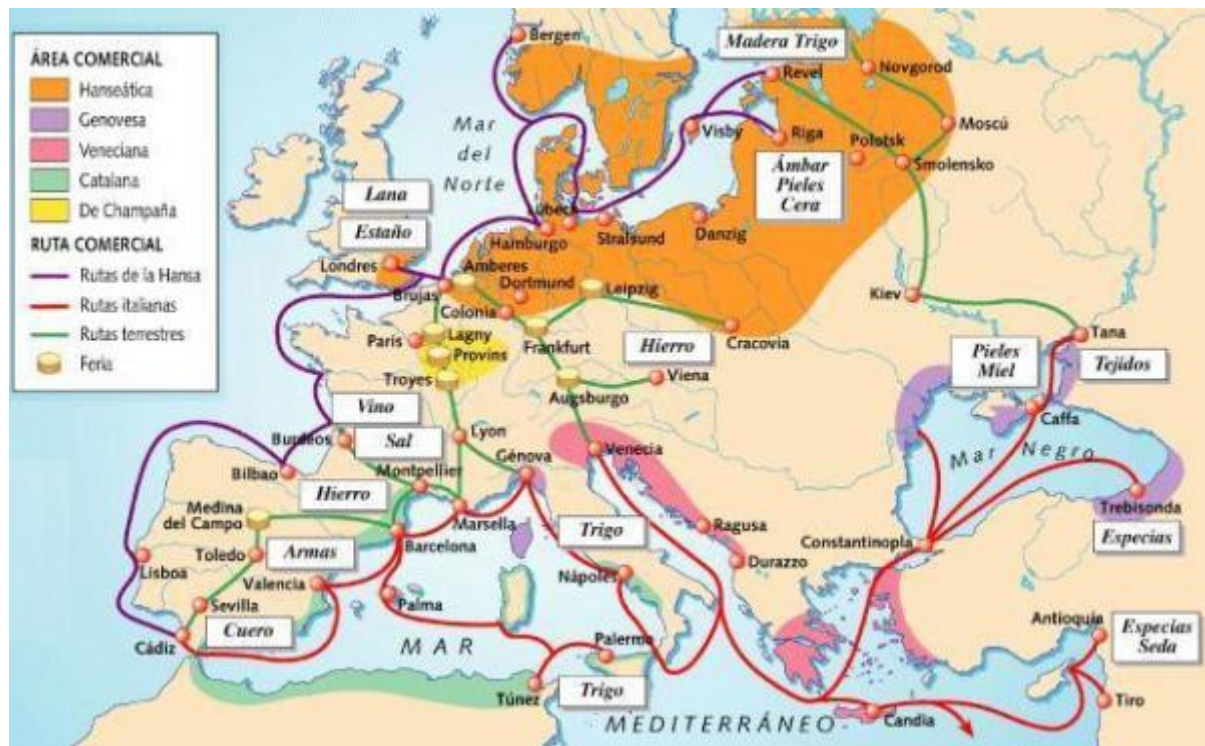 ÁREA COMERCIAL
Hanseática
Genovesa
Veneciana
Catalana
De Champaña
RUTA COMERCIAL
Rutas de la Hansa
Rutas italianas
Rutas terrestres
Feria
Bergen
Madera Trigo
Revel
Novgorod
Mar
del
Norte
Visby
Riga
Polotsk
Moscú
Smolensko
Ámbar
Pieles
Cera
Lana
Estaño
Londres
Lübeck
Hamburgo
Stralsund
Danzig
Amberes
Dortmund
Brujas
Colonia
Leipzig
Kiev
París
Lagny
Provins
Troyes
Frankfurt
Cracovia
Hierro
Viena
Augsburgo
Tana
Pieles
Miel
Tejidos
Caffa
Mar Negro
Vino
Burdeos
Sal
Lyon
Génova
Venecia
Bilbao
Hierro
Montpellier
Marsella
Trebisonda
Especias
Medina
del Campo
Toledo
Armas
Barcelona
Trigo
Ragusa
Constantinopla
Lisboa
Valencia
Nápoles
Durazzo
Sevilla
Palma
Cuero
Cádiz
MAR
Palermo
Antioquía
Especias
Seda
Túnez
Trigo
MEDITERRÁNEO
Candia
Tiro